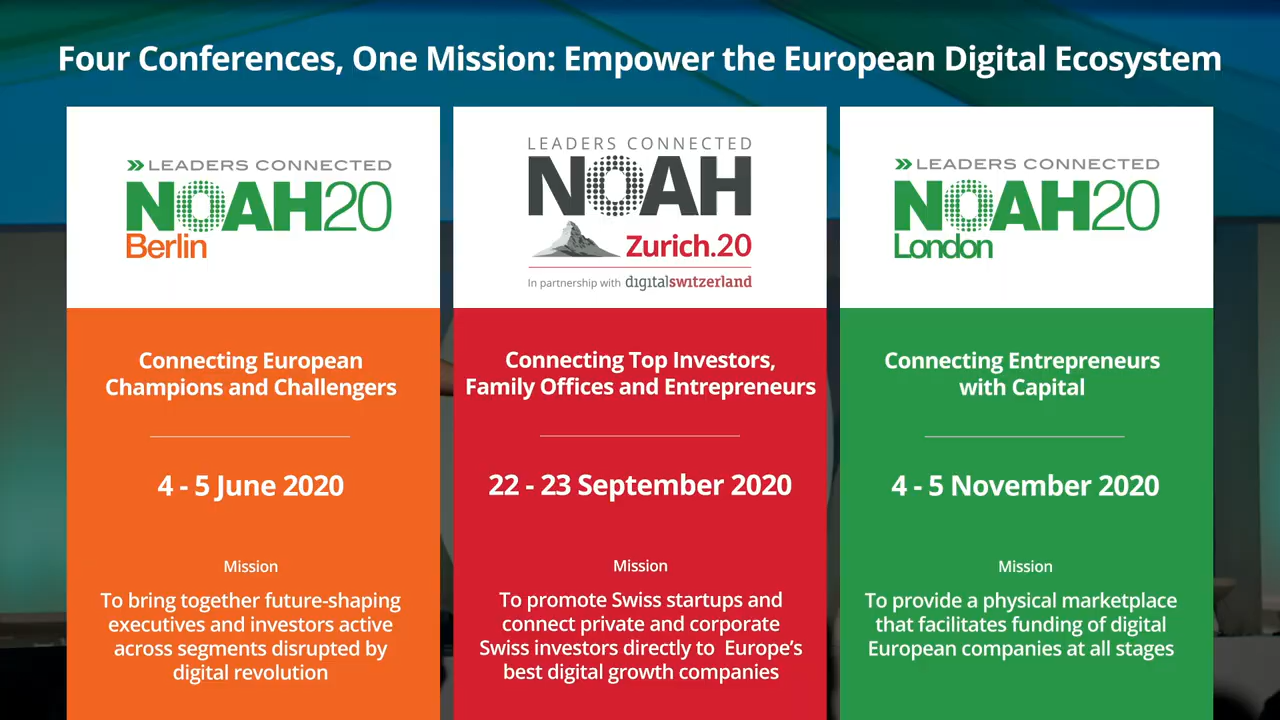 Four Conferences, One Mission: Empower the European Digital Ecosystem
LEADERS CONNECTED
NOAH20
Berlin
Connecting European
Champions and Challengers
4 - 5 June 2020
Mission
To bring together future-shaping
executives and investors active
across segments disrupted by
digital revolution
LEADERS CONNECTED
NOAH
Zurich.20
In partnership with digitalswitzerland
Connecting Top Investors,
Family Offices and Entrepreneurs
22 - 23 September 2020
Mission
To promote Swiss startups and
connect private and corporate
Swiss investors directly to Europe's
best digital growth companies
LEADERS CONNECTED
NOAH20
London
Connecting Entrepreneurs
with Capital
4 - 5 November 2020
Mission
To provide a physical marketplace
that facilitates funding of digital
European companies at all stages